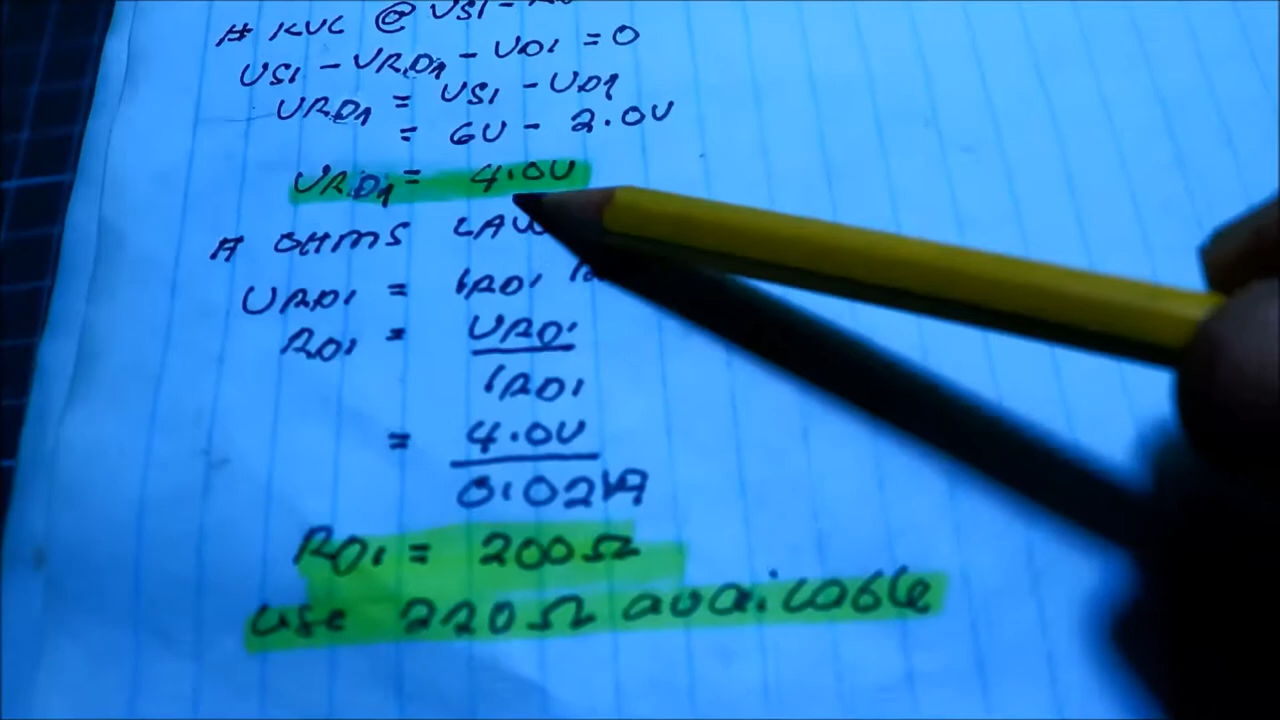 # KVL @ VS1 -
VS1 - VRD1 - VD1 = 0
VRD1 = VS1 - VD1
= 6V - 2.0V
VRD1 = 4.0V
# OHMS LAW
VRD1 = IRD1
RD1 = VRD1
IRD1
= 4.0V
0.02A
RD1 = 200Ω
use 220Ω available